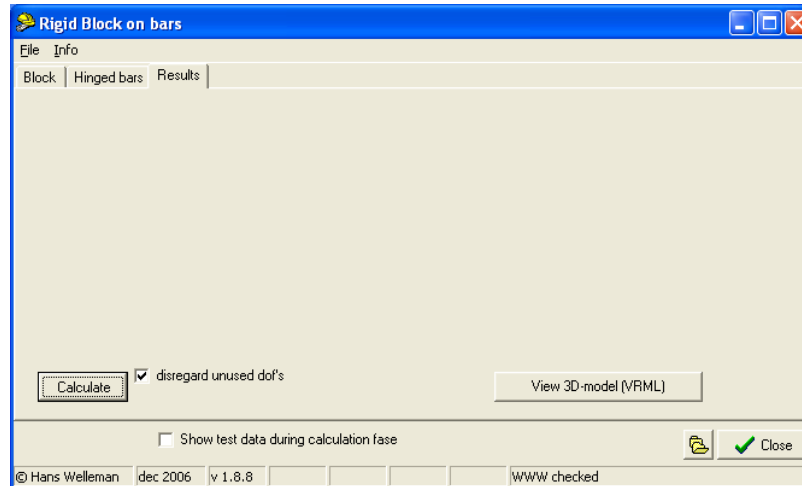 Rigid Block on bars
File Info
Block Hinged bars Results
Calculate disregard unused dof's View 3D-model (VRML)
Show test data during calculation fase Close
© Hans Welleman dec 2006 v 1.8.8 WWW checked